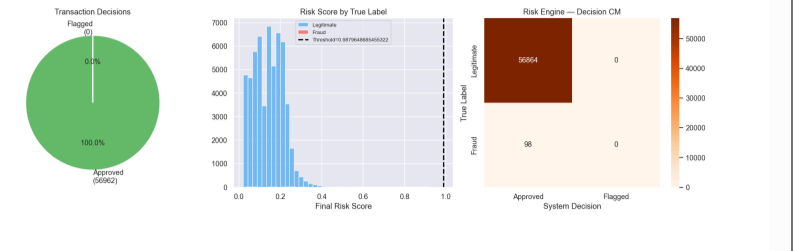 Transaction Decisions
Flagged
(0)
0.0%
100.0%
Approved
(56962)
Risk Score by True Label
Legitimate
Fraud
7000
6000
5000
4000
3000
2000
1000
0
0.0 0.2 0.4 0.6 0.8 1.0
Final Risk Score
Risk Engine — Decision CM
True Label
Legitimate
Fraud
56864 0
98 0
Approved Flagged
System Decision
50000
40000
30000
20000
10000
0